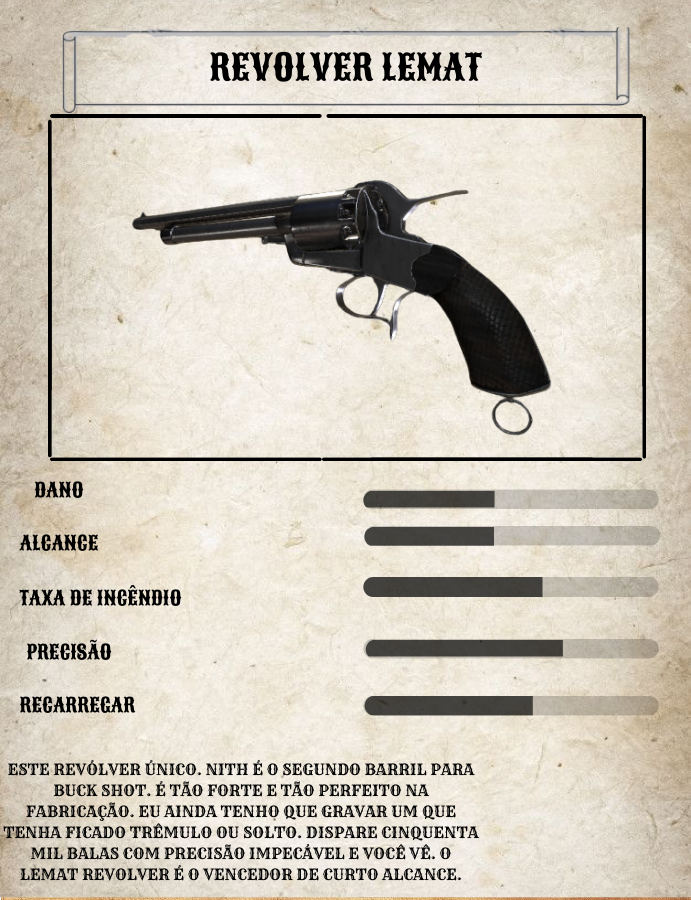 REVOLVER LEMAT
DANO
ALCANCE
TAXA DE INCÊNDIO
PRECISÃO
RECARREGAR
ESTE REVÓLVER ÚNICO. NITH É O SEGUNDO BARRIL PARA
BUCK SHOT. É TÃO FORTE E TÃO PERFEITO NA
FABRICAÇÃO. EU AINDA TENHO QUE GRAVAR UM QUE
TENHA FICADO TRÊMULO OU SOLTO. DISPARE CINQUENTA
MIL BALAS COM PRECISÃO IMPECÁVEL E VOCÊ VÊ. O
LEMAT REVOLVER É O VENCEDOR DE CURTO ALCANCE.